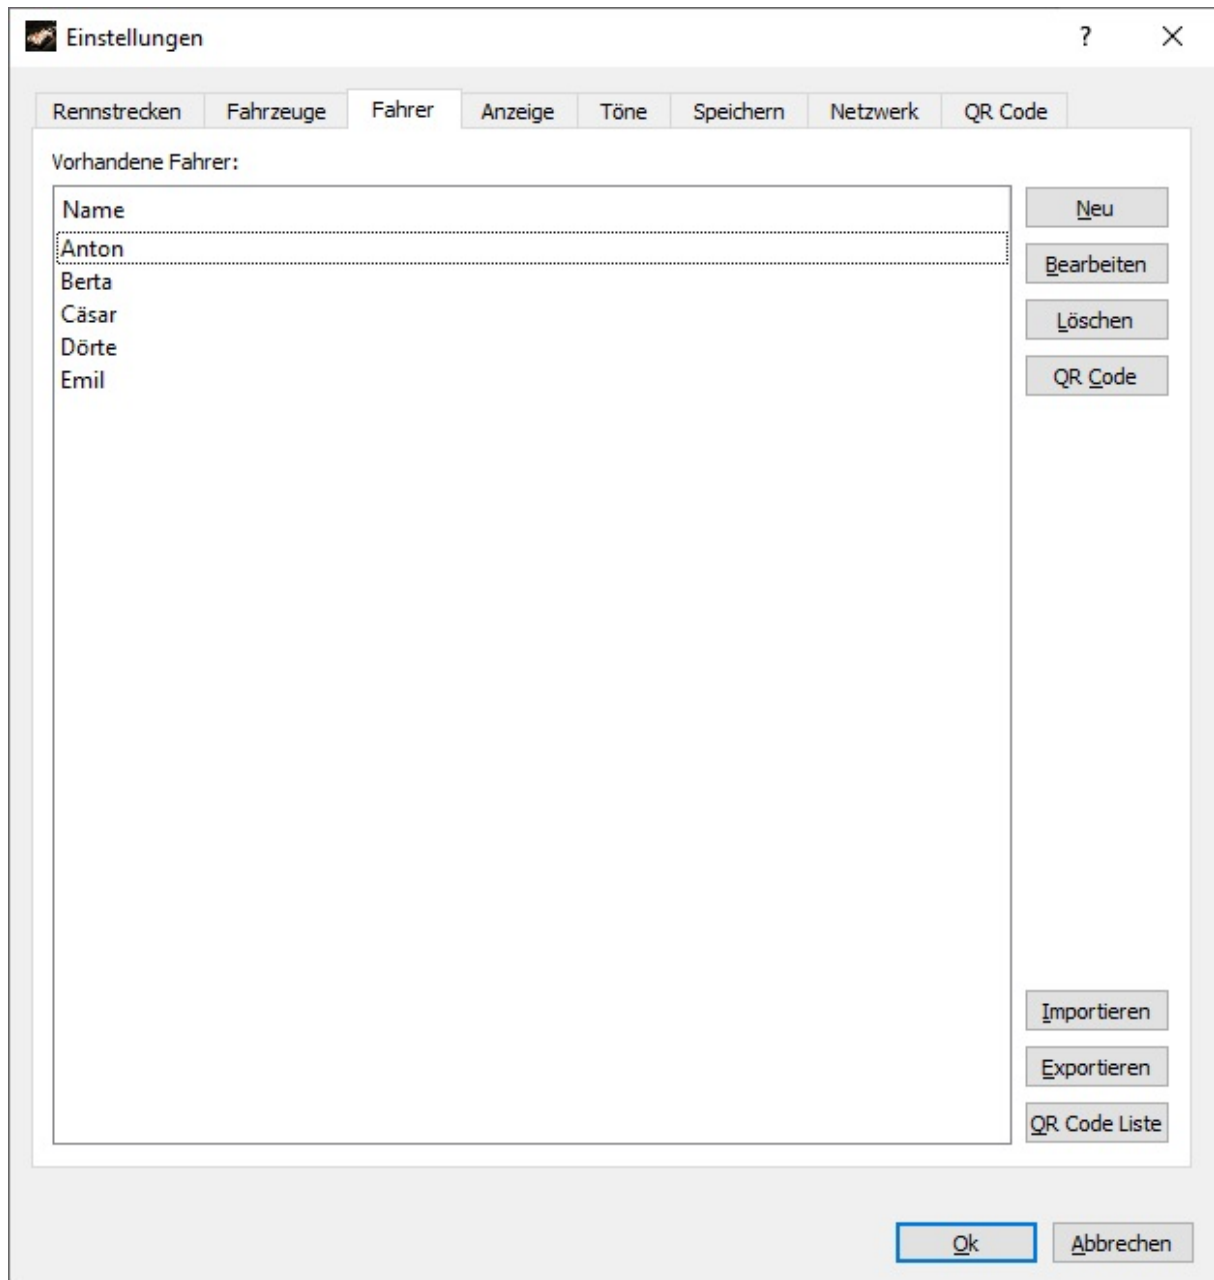 Einstellungen
?
Rennstrecken Fahrzeuge Fahrer Anzeige Töne Speichern Netzwerk QR Code
Vorhandene Fahrer:
Name
Anton
Berta
Cäsar
Dörte
Emil
Neu
Bearbeiten
Löschen
QR Code
Importieren
Exportieren
QR Code Liste
Ok Abbrechen